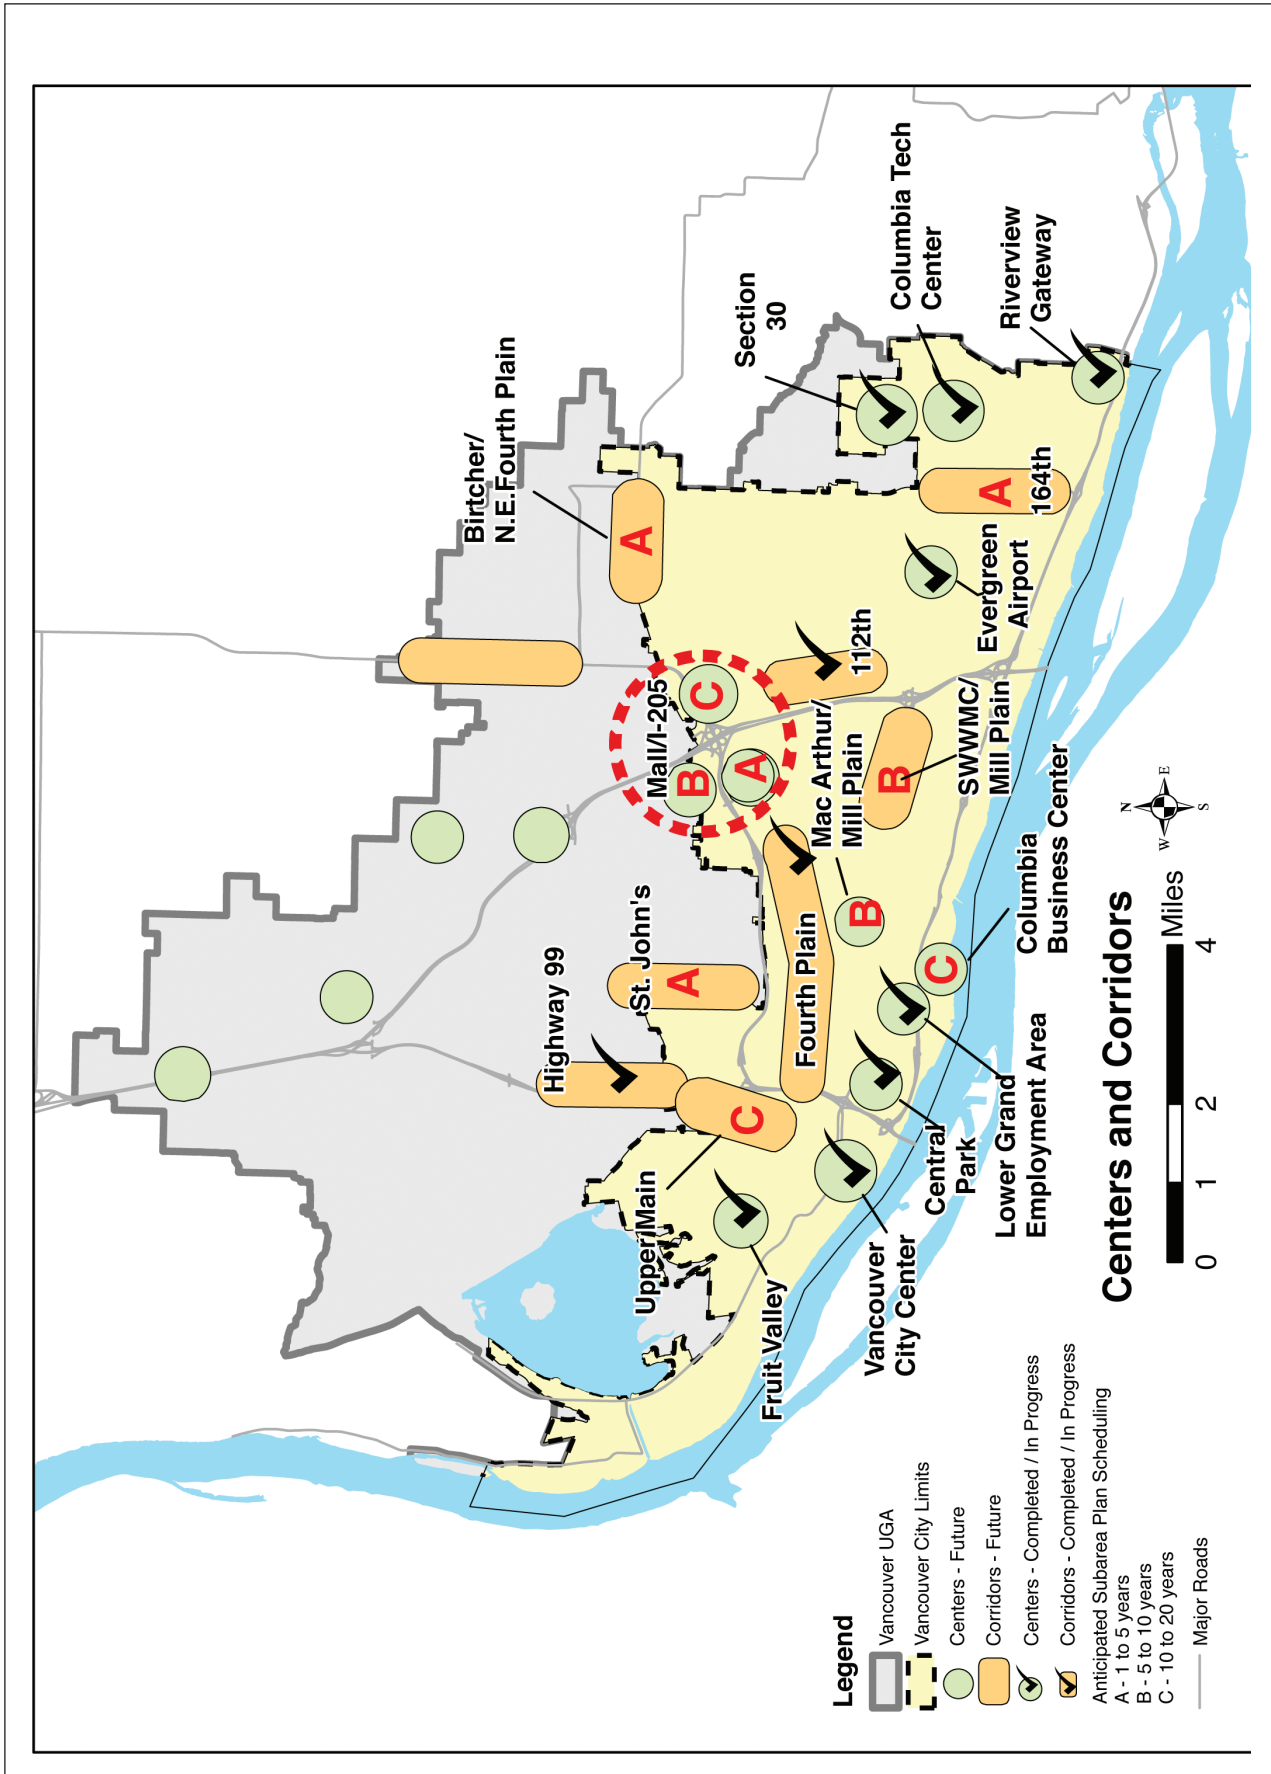 Birtcher/
N.E.Fourth Plain
Section
30
Columbia Tech
Center
Riverview
Gateway
A
A
164th
Evergreen
Airport
112th
Mall/I-205
C
B
A
Mac Arthur/
Mill Plain
B
SWWMC/
Mill Plain
B
Columbia
Business Center
C
St. John's
A
Highway 99
Fourth Plain
C
Upper Main
Lower Grand
Employment Area
Central
Park
Vancouver
City Center
Fruit Valley
N
W
E
S
Centers and Corridors
0
1
2
4
Miles
Legend
Vancouver UGA
Vancouver City Limits
Centers - Future
Corridors - Future
Centers - Completed / In Progress
Corridors - Completed / In Progress
Anticipated Subarea Plan Scheduling
A - 1 to 5 years
B - 5 to 10 years
C - 10 to 20 years
Major Roads